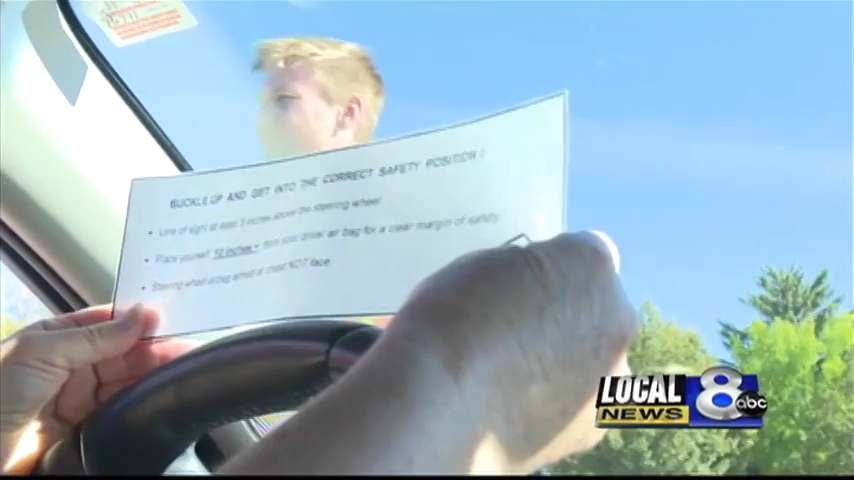 BUCKLE UP AND GET INTO THE CORRECT SAFETY POSITION!
• Line of sight at least 3 inches above the steering wheel
• Place yourself 10 inches + from your driver air bag for a clear margin of safety
• Steering wheel airbag aimed at chest NOT face.
LOCAL 8 abc
NEWS